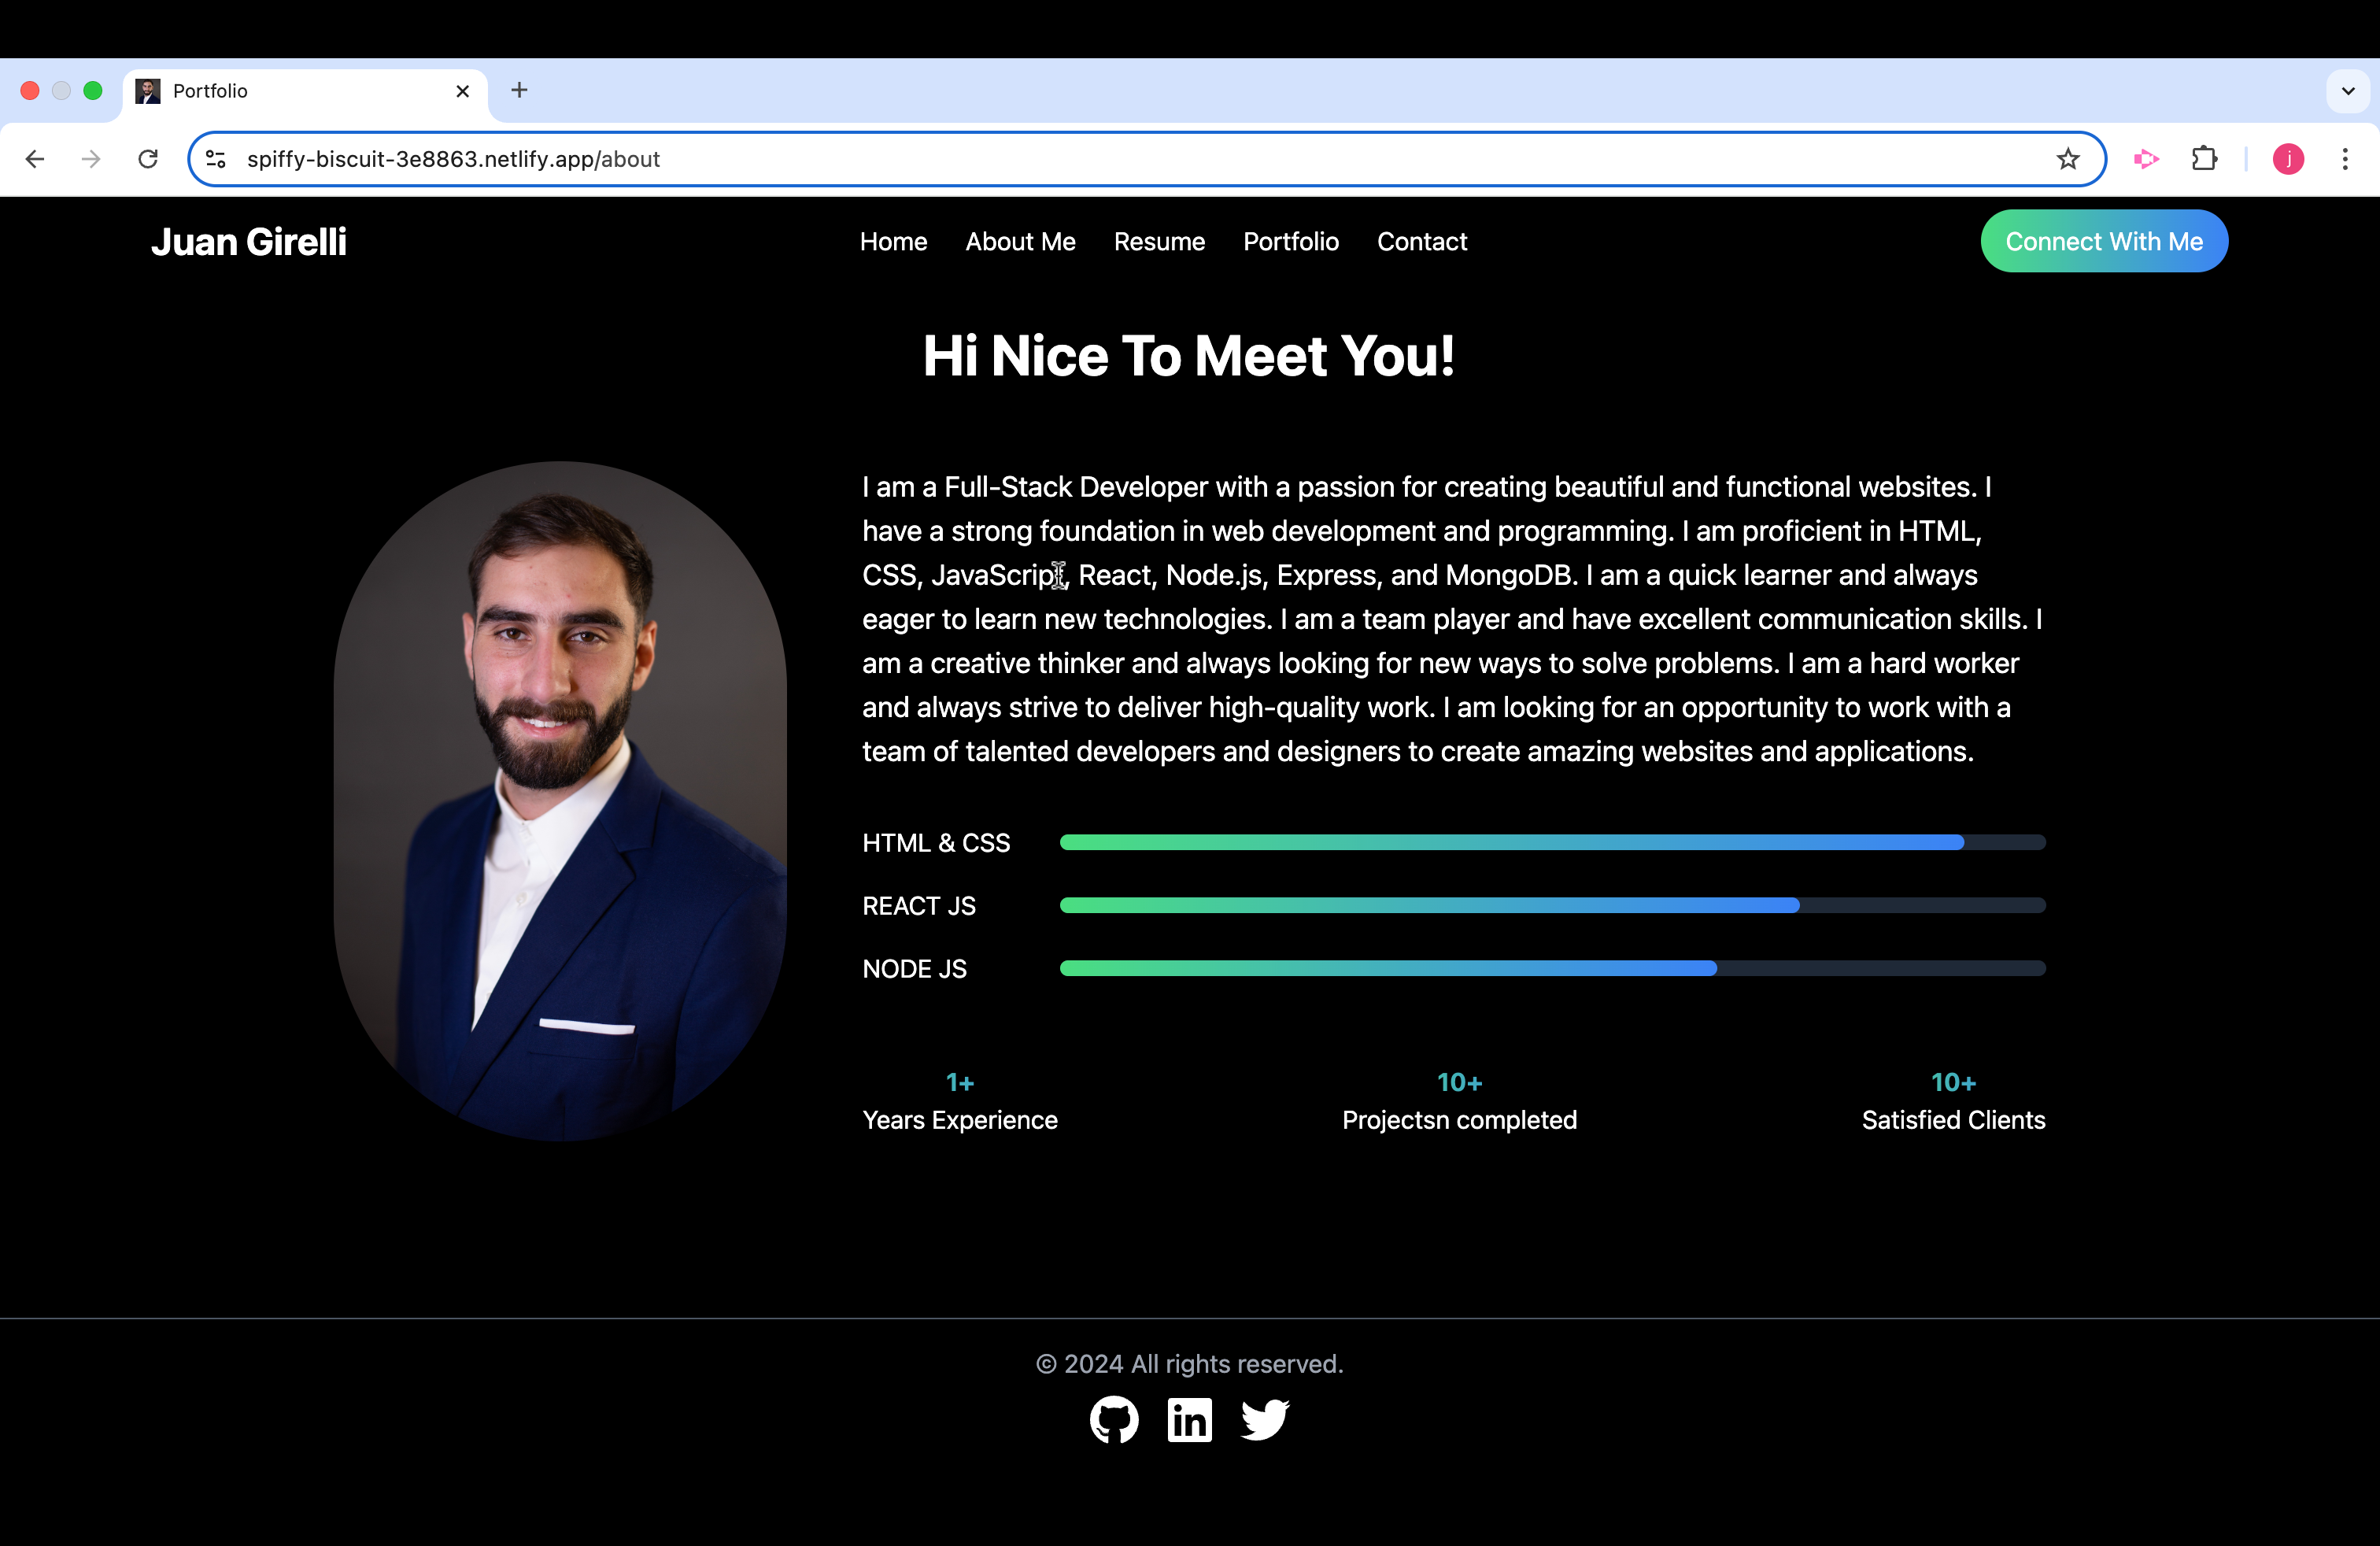 Portfolio
spiffy-biscuit-3e8863.netlify.app/about
j
Juan Girelli
Home About Me Resume Portfolio Contact
Connect With Me
Hi Nice To Meet You!
I am a Full-Stack Developer with a passion for creating beautiful and functional websites. I
have a strong foundation in web development and programming. I am proficient in HTML,
CSS, JavaScript, React, Node.js, Express, and MongoDB. I am a quick learner and always
eager to learn new technologies. I am a team player and have excellent communication skills. I
am a creative thinker and always looking for new ways to solve problems. I am a hard worker
and always strive to deliver high-quality work. I am looking for an opportunity to work with a
team of talented developers and designers to create amazing websites and applications.
HTML & CSS
REACT JS
NODE JS
1+
Years Experience
10+
Projectsn completed
10+
Satisfied Clients
© 2024 All rights reserved.
in